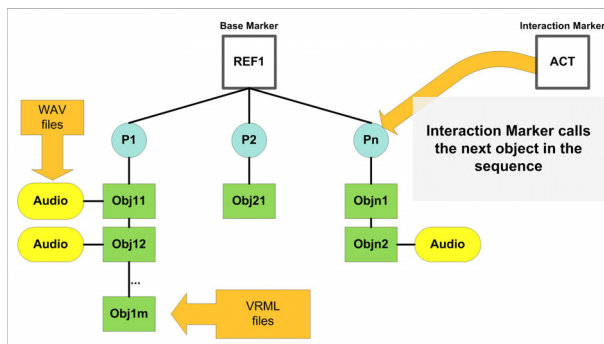 Base Marker
Interaction Marker
REF1
ACT
WAV
files
P1
P2
Pn
Interaction Marker calls
the next object in the
sequence
Audio
Obj11
Obj21
Objn1
Audio
Obj12
Objn2
Audio
...
Obj1m
VRML
files